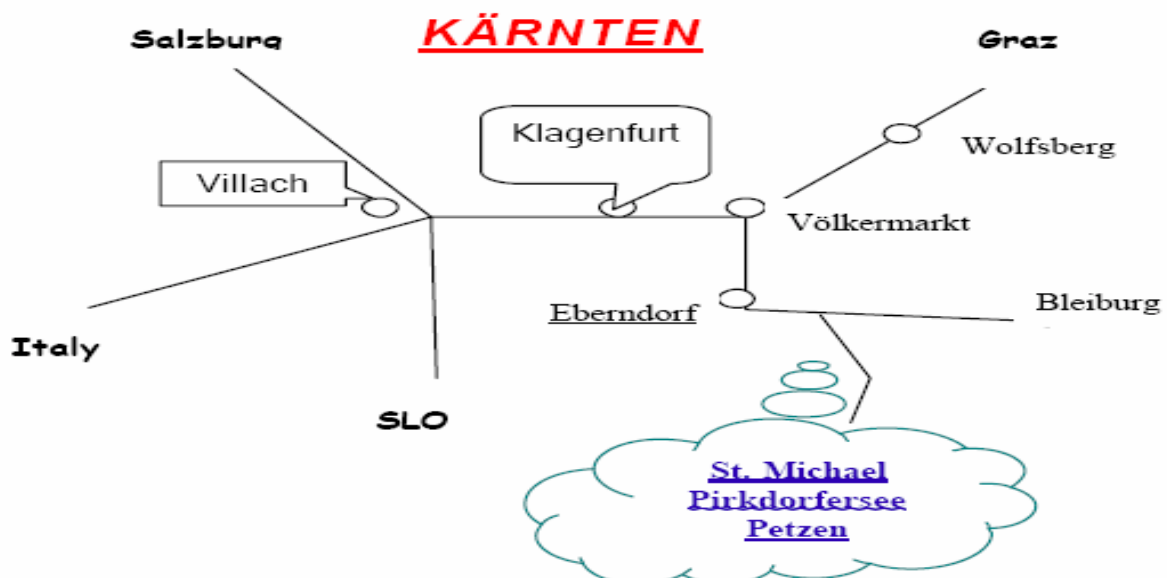 Salzburg
KÄRNTEN
Graz
Klagenfurt
Wolfsberg
Villach
Völkermarkt
Eberndorf
Bleiburg
Italy
SLO
St. Michael
Pirkdorfersee
Petzen